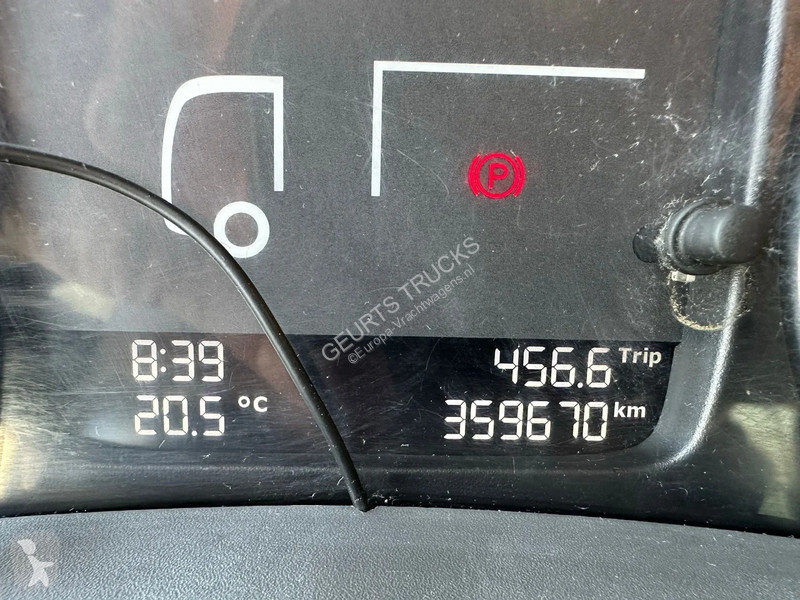 P
8:39
456.6 Trip
20.5 °C
359670 km
GEURTS TRUCKS
©Europa.Vrachtwagens.nl